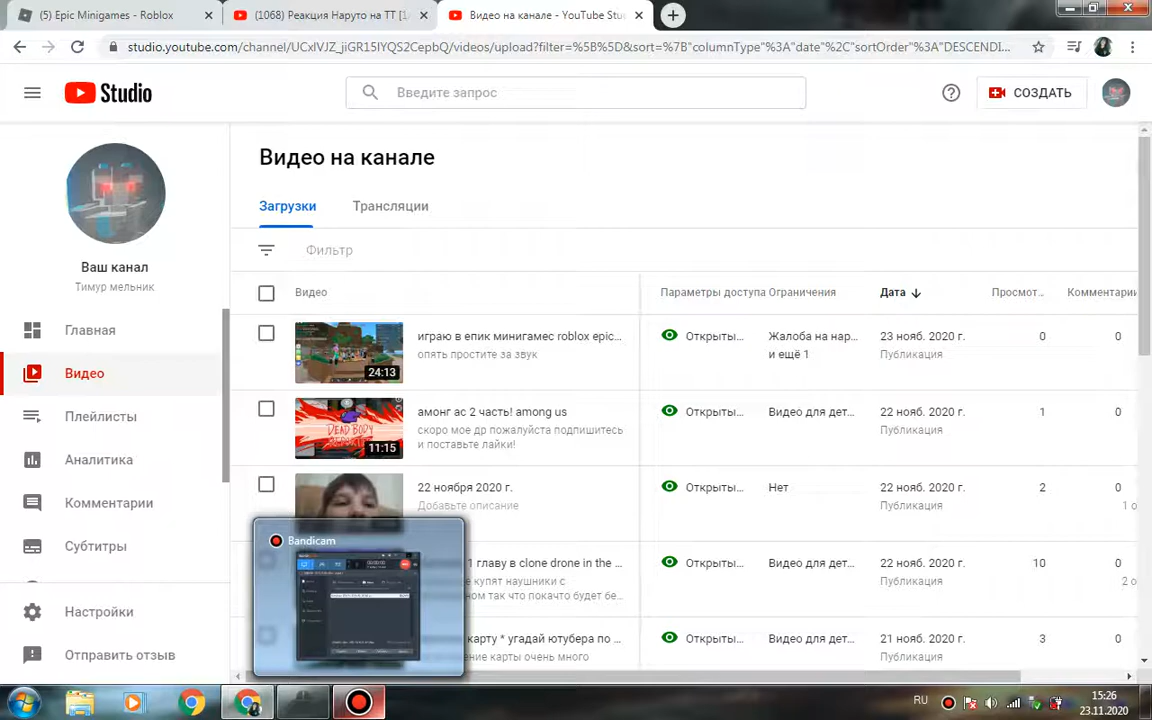 (5) Epic Minigames - Roblox
(1068) Реакция Наруто на ТТ [1
Видео на канале - YouTube Stu
studio.youtube.com/channel/UCxIVJZ_jiGR15IYQS2CepbQ/videos/upload?filter=%5B%5D&sort=%7B"columnType"%3A"date"%2C"sortOrder"%3A"DESCENDI...
Studio
Введите запрос
СОЗДАТЬ
Видео на канале
Загрузки
Трансляции
Фильтр
Ваш канал
Тимур мельник
Главная
Видео
Плейлисты
Аналитика
Комментарии
Субтитры
Настройки
Отправить отзыв
Видео
Параметры доступа
Ограничения
Дата
Просмот...
Комментарии
24:13
играю в епик минигамес roblox epic...
опять простите за звук
Открыты...
Жалоба на нар...
и ещё 1
23 нояб. 2020 г.
Публикация
0
0
DEAD BODY
11:15
амонг ас 2 часть! among us
скоро мое др пожалуйста подпишитесь
и поставьте лайки!
Открыты...
Видео для дет...
22 нояб. 2020 г.
Публикация
1
0
22 ноября 2020 г.
Добавьте описание
Открыты...
Нет
22 нояб. 2020 г.
Публикация
2
0
1 о
1 главу в clone drone in the ...
е купят наушники с
ном так что покачто будет бе...
Открыты...
Видео для дет...
22 нояб. 2020 г.
Публикация
10
0
2 о
карту * угадай ютубера по ...
ение карты очень много
Открыты...
Видео для дет...
21 нояб. 2020 г.
Публикация
3
0
Bandicam
RU
15:26
23.11.2020